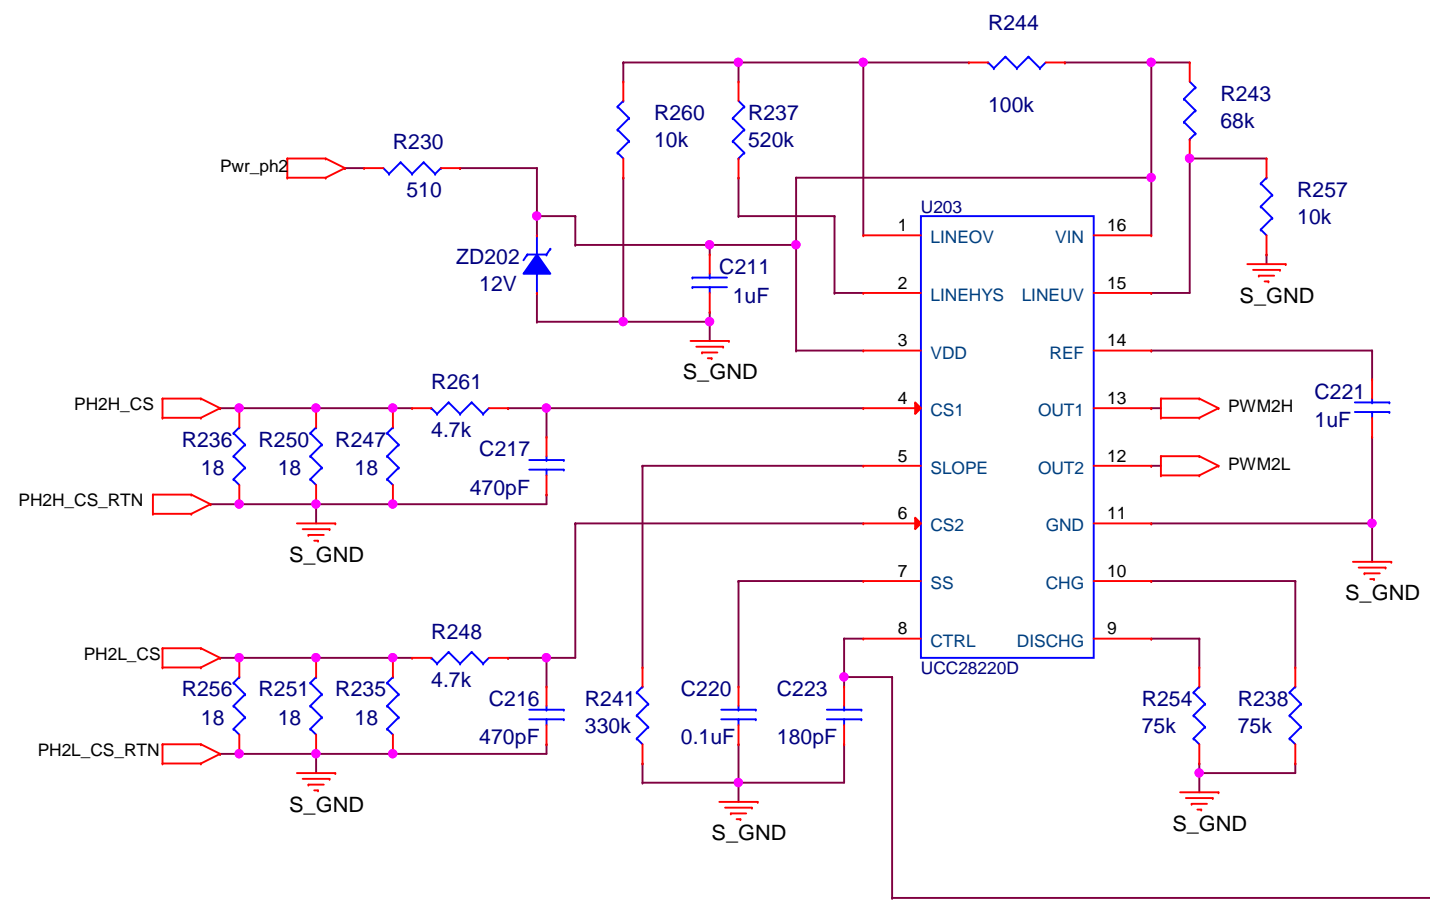 R244
100k
R243
68k
R260
10k
R237
520k
R230
Pwr_ph2
510
R257
10k
U203
1
LINEOV
VIN
16
ZD202
12V
C211
1uF
2
LINEHYS
LINEUV
15
S_GND
3
VDD
REF
14
S_GND
R261
PH2H_CS
4.7k
4
CS1
OUT1
13
PWM2H
C221
1uF
R236
18
R250
18
R247
18
C217
470pF
5
SLOPE
OUT2
12
PWM2L
PH2H_CS_RTN
6
CS2
GND
11
S_GND
7
SS
CHG
10
S_GND
R248
PH2L_CS
4.7k
8
CTRL
DISCHG
9
UCC28220D
R256
18
R251
18
R235
18
C216
470pF
R241
330k
C220
0.1uF
C223
180pF
R254
75k
R238
75k
PH2L_CS_RTN
S_GND
S_GND
S_GND